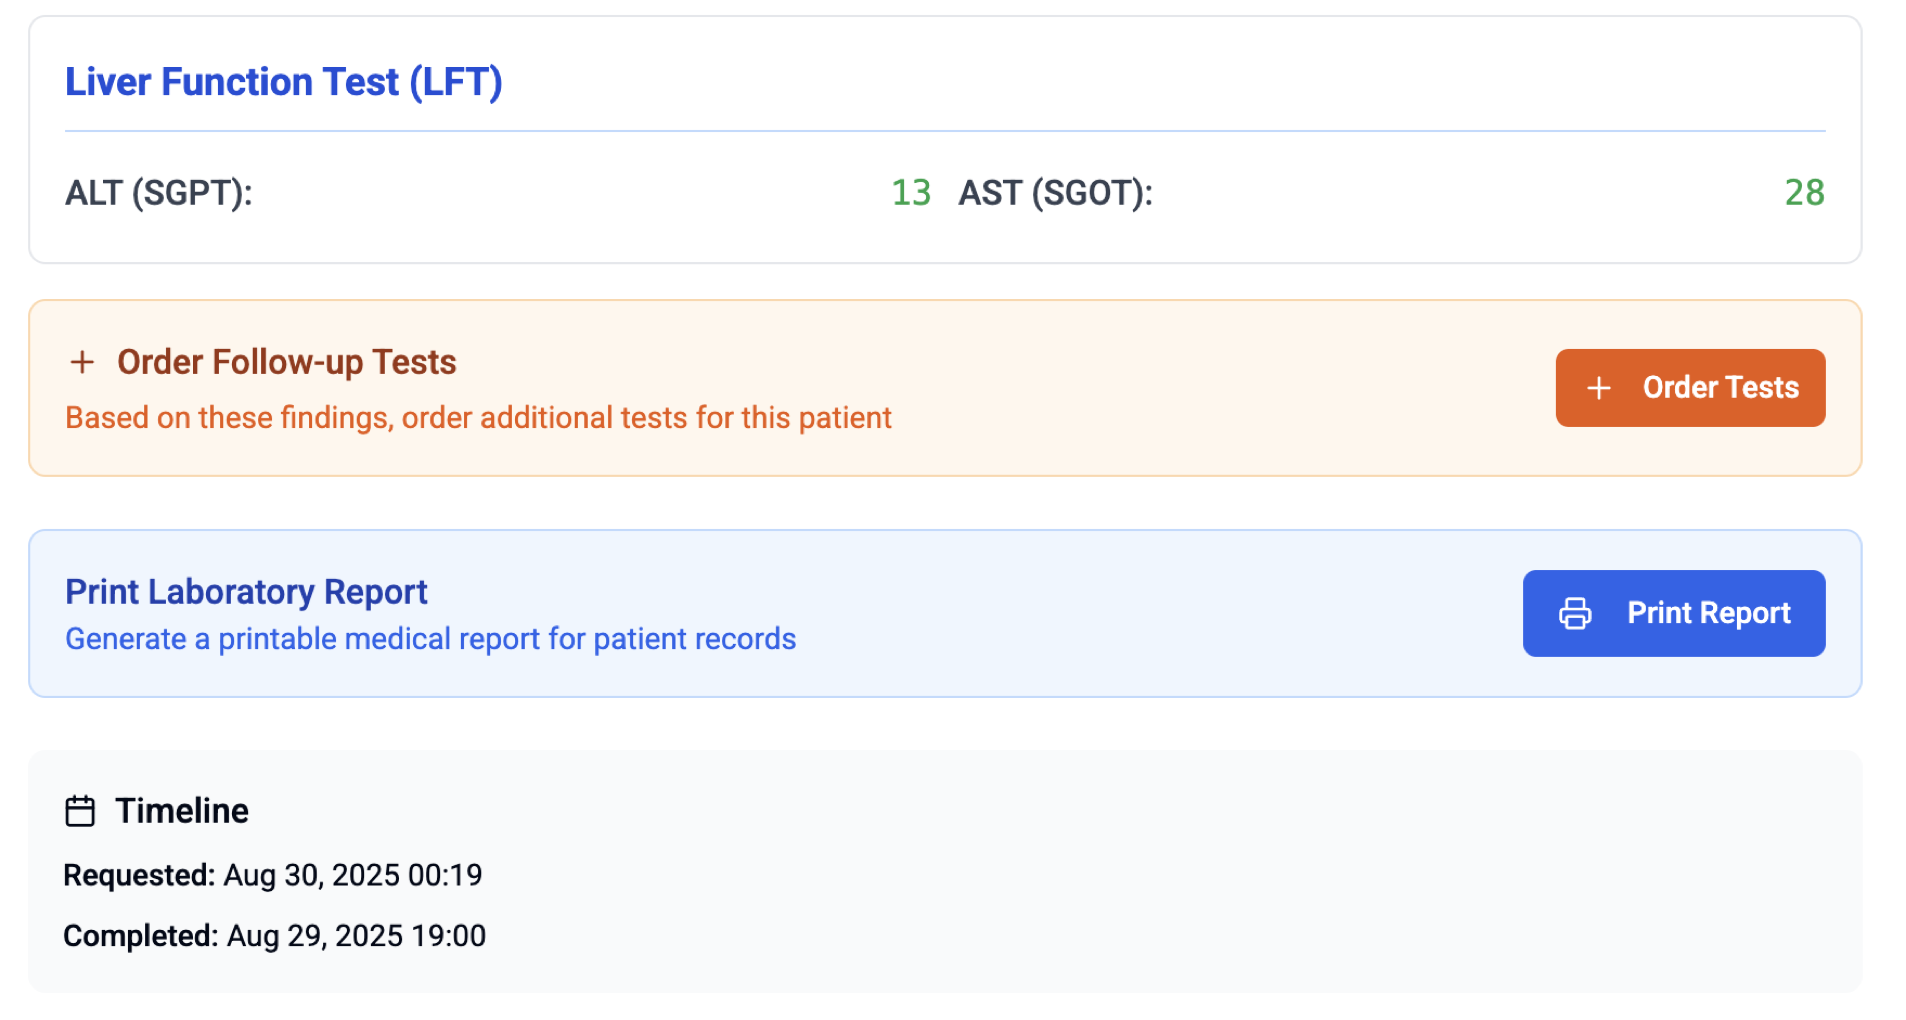 Liver Function Test (LFT)
ALT (SGPT): 13 AST (SGOT): 28
Order Follow-up Tests
Based on these findings, order additional tests for this patient
Order Tests
Print Laboratory Report
Generate a printable medical report for patient records
Print Report
Timeline
Requested: Aug 30, 2025 00:19
Completed: Aug 29, 2025 19:00